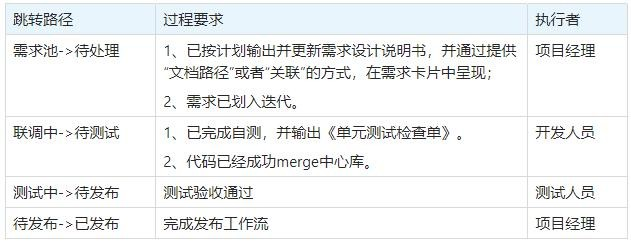 跳转路径 过程要求 执行者
需求池->待处理 1、已按计划输出并更新需求设计说明书，并通过提供 项目经理
“文档路径”或者“关联”的方式，在需求卡片中呈现；
2、需求已划入迭代。
联调中->待测试 1、已完成自测，并输出《单元测试检查单》。 开发人员
2、代码已经成功merge中心库。
测试中->待发布 测试验收通过 测试人员
待发布->已发布 完成发布工作流 项目经理